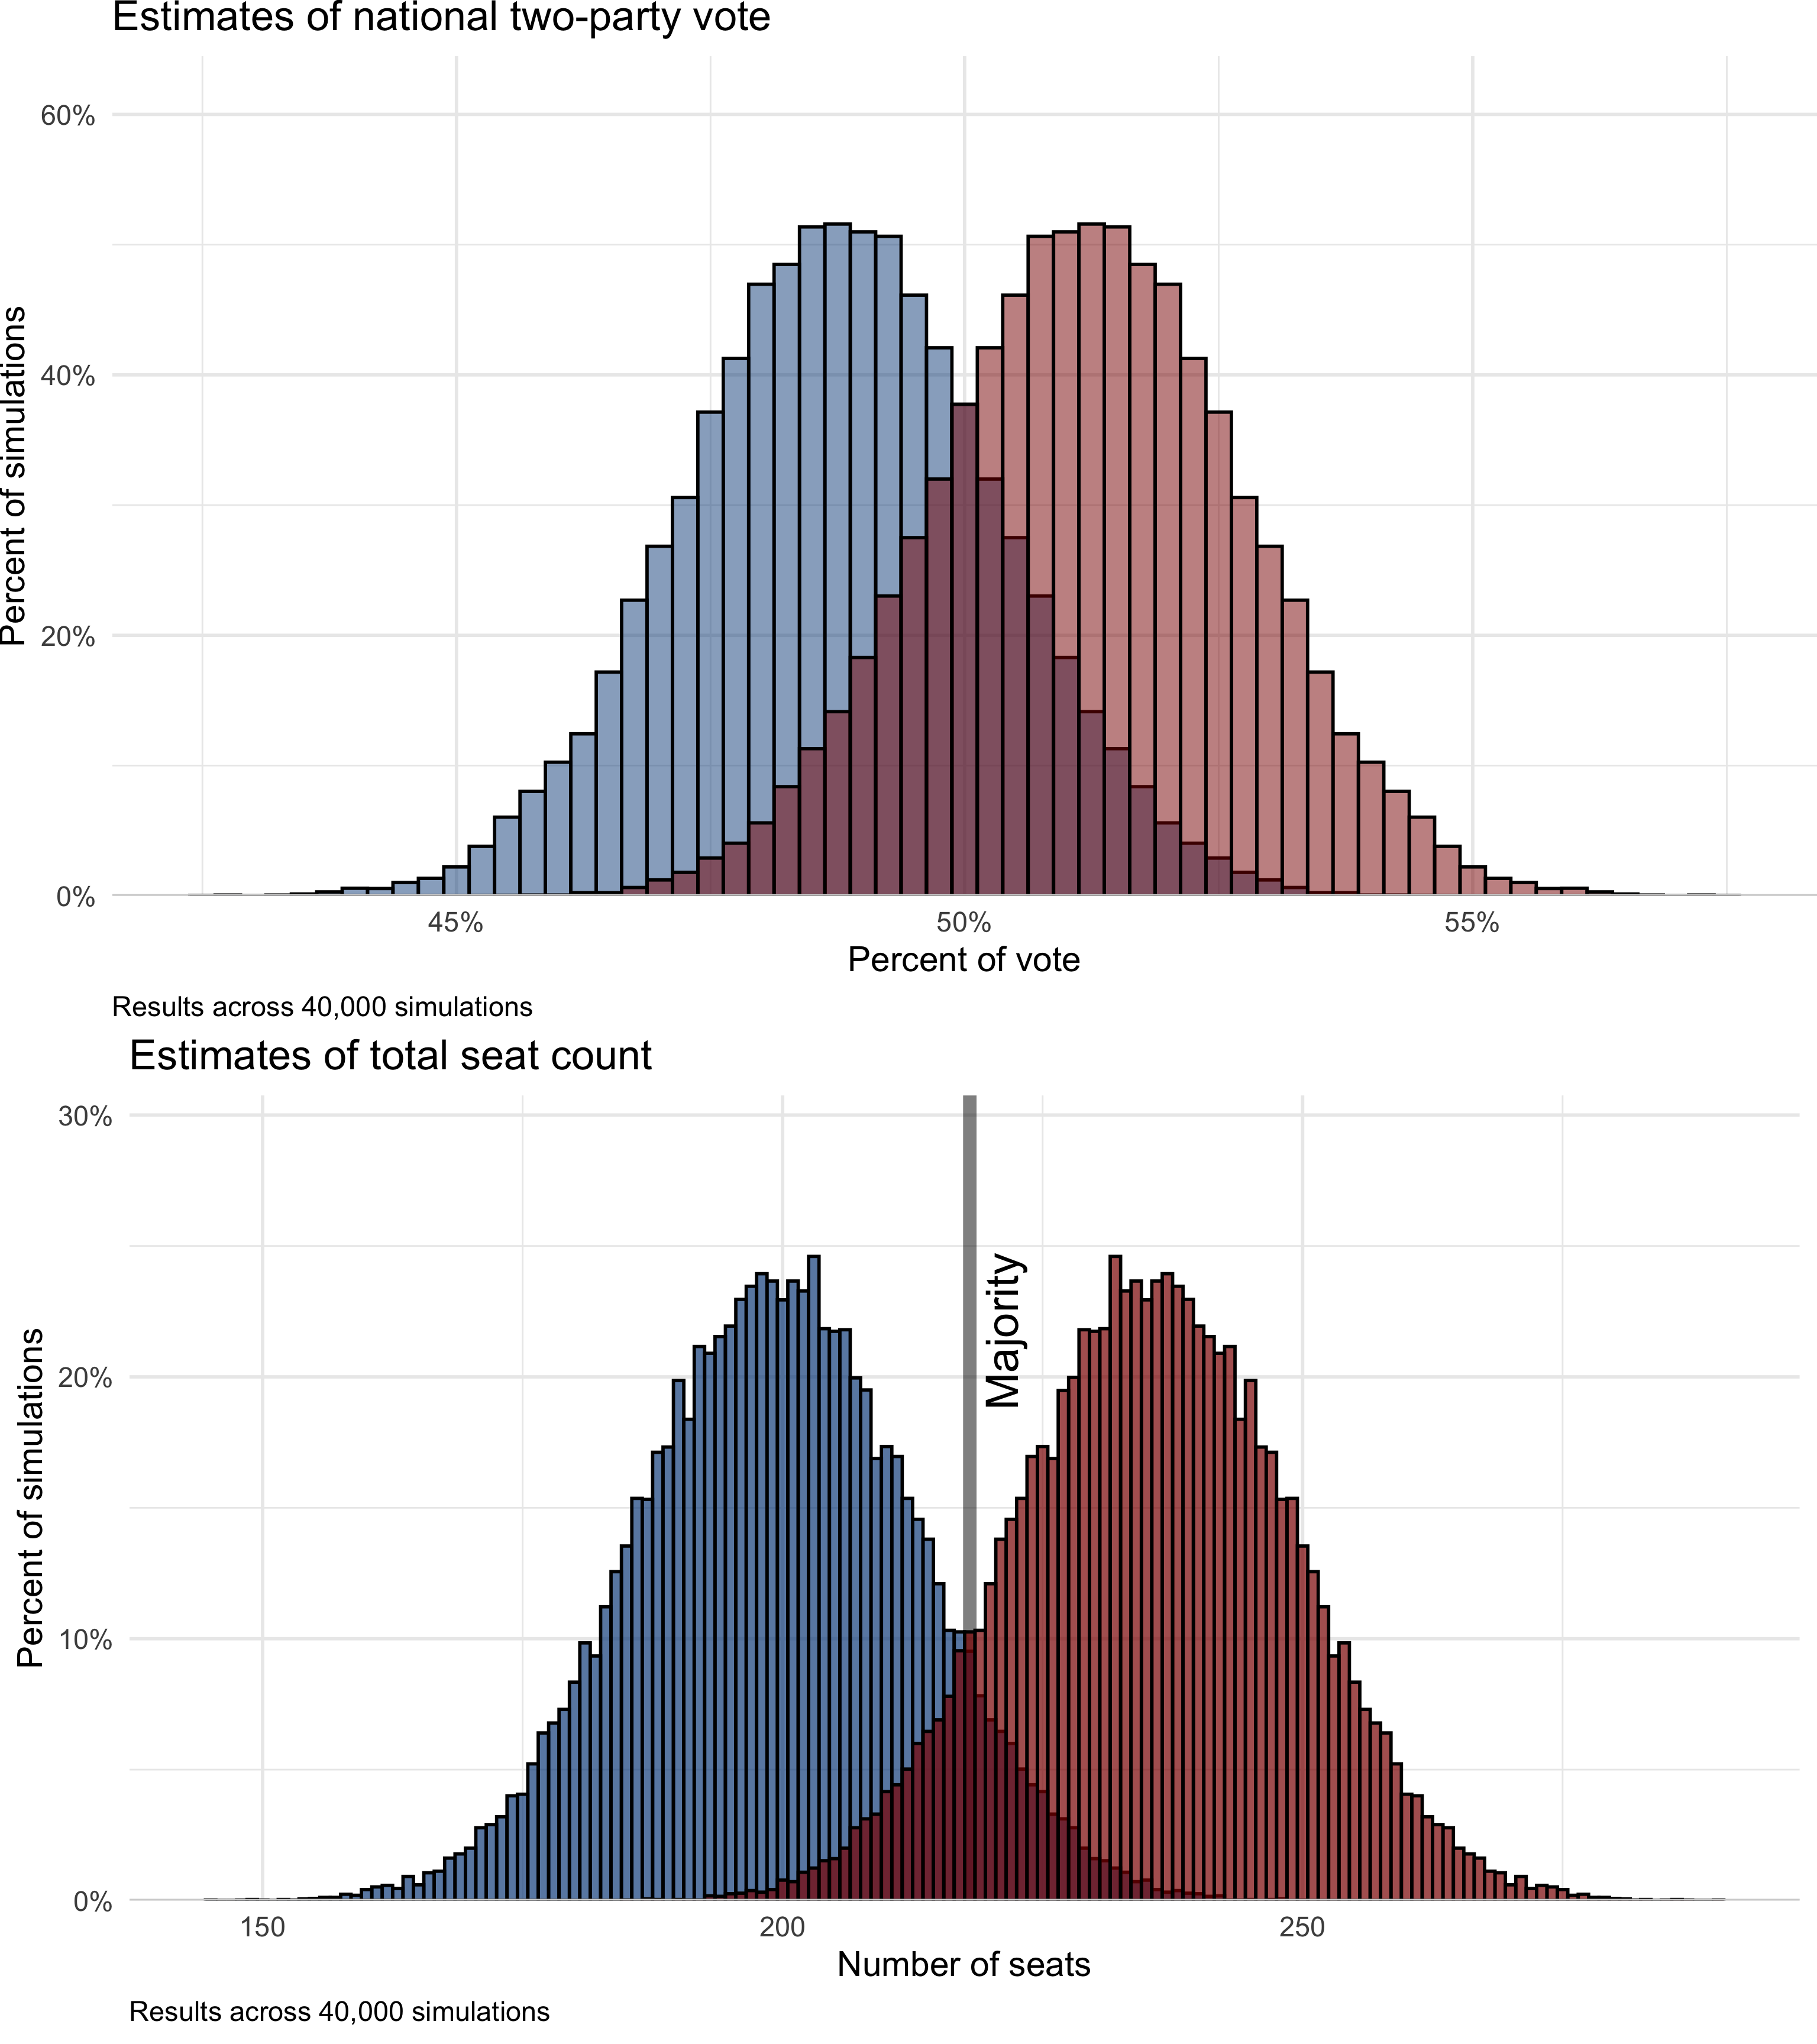 Estimates of national two-party vote
Percent of simulations
60%
40%
20%
0%
45% 50% 55%
Percent of vote
Results across 40,000 simulations
Estimates of total seat count
Percent of simulations
30%
20%
10%
0%
Majority
150 200 250
Number of seats
Results across 40,000 simulations